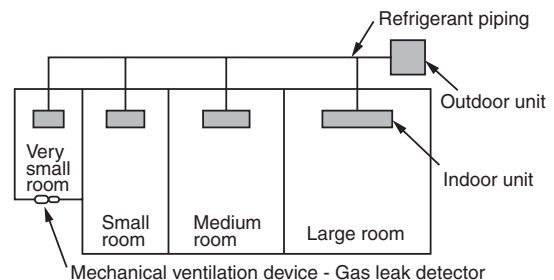 Refrigerant piping
Outdoor unit
Very
small
room
Indoor unit
Small
room
Medium
room
Large room
Mechanical ventilation device - Gas leak detector